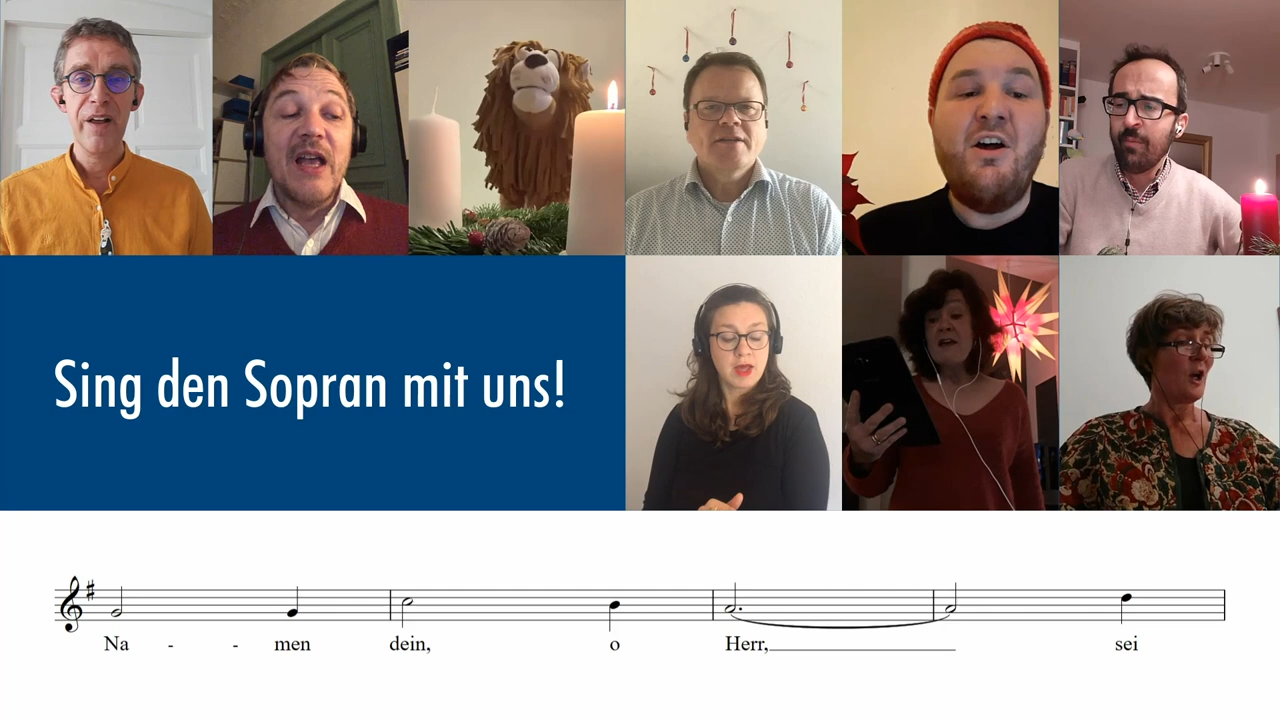 Sing den Sopran mit uns!
Na - - men dein, o Herr, sei